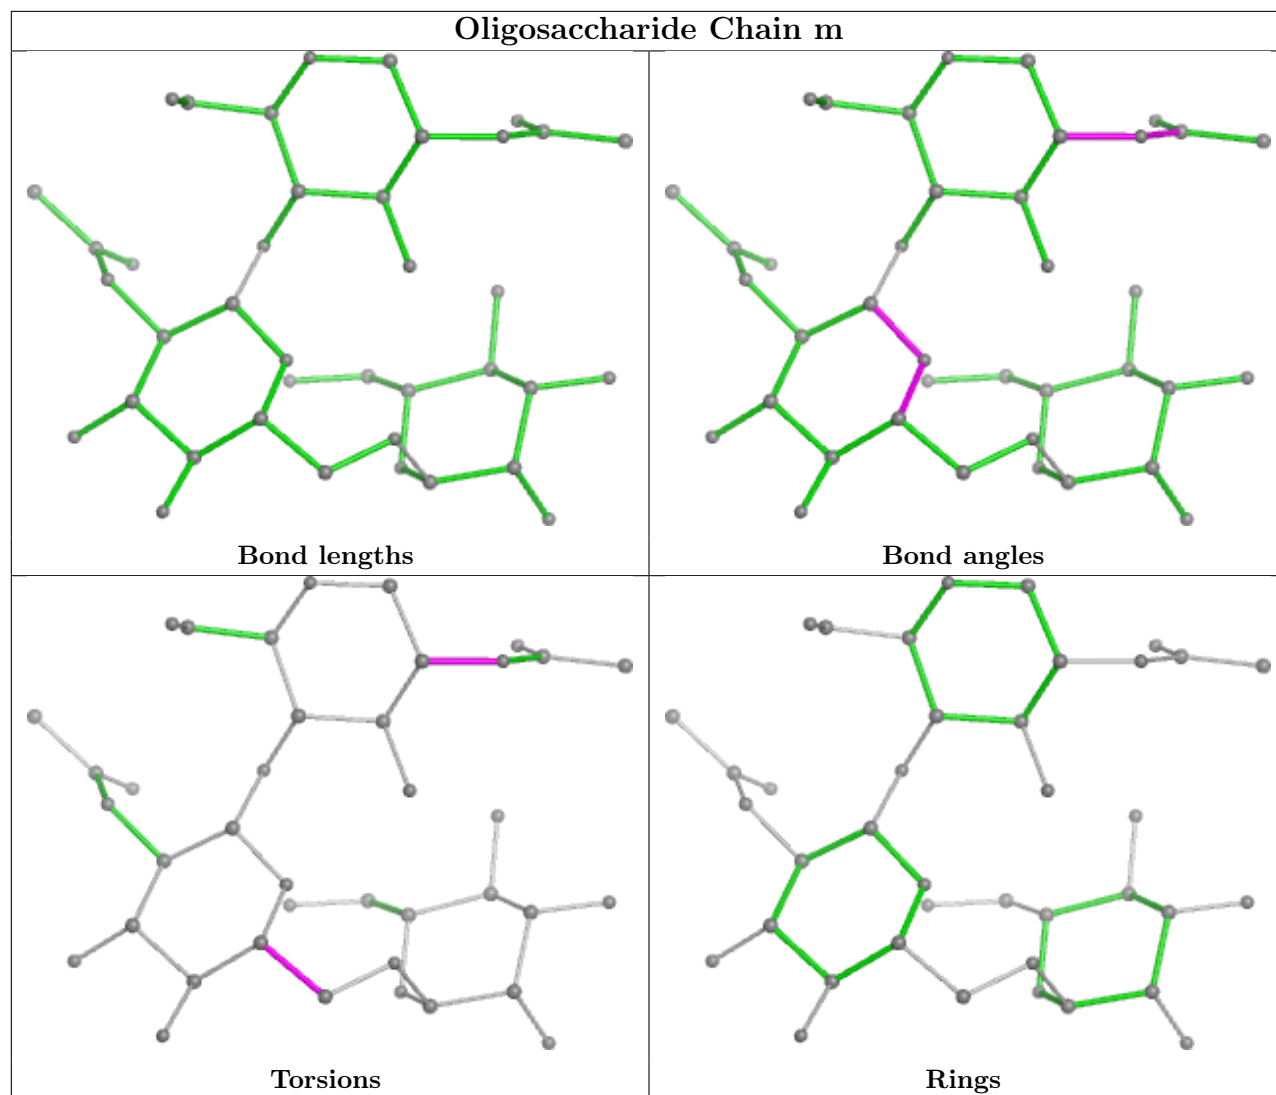 Oligosaccharide Chain m
Bond lengths
Bond angles
Torsions
Rings